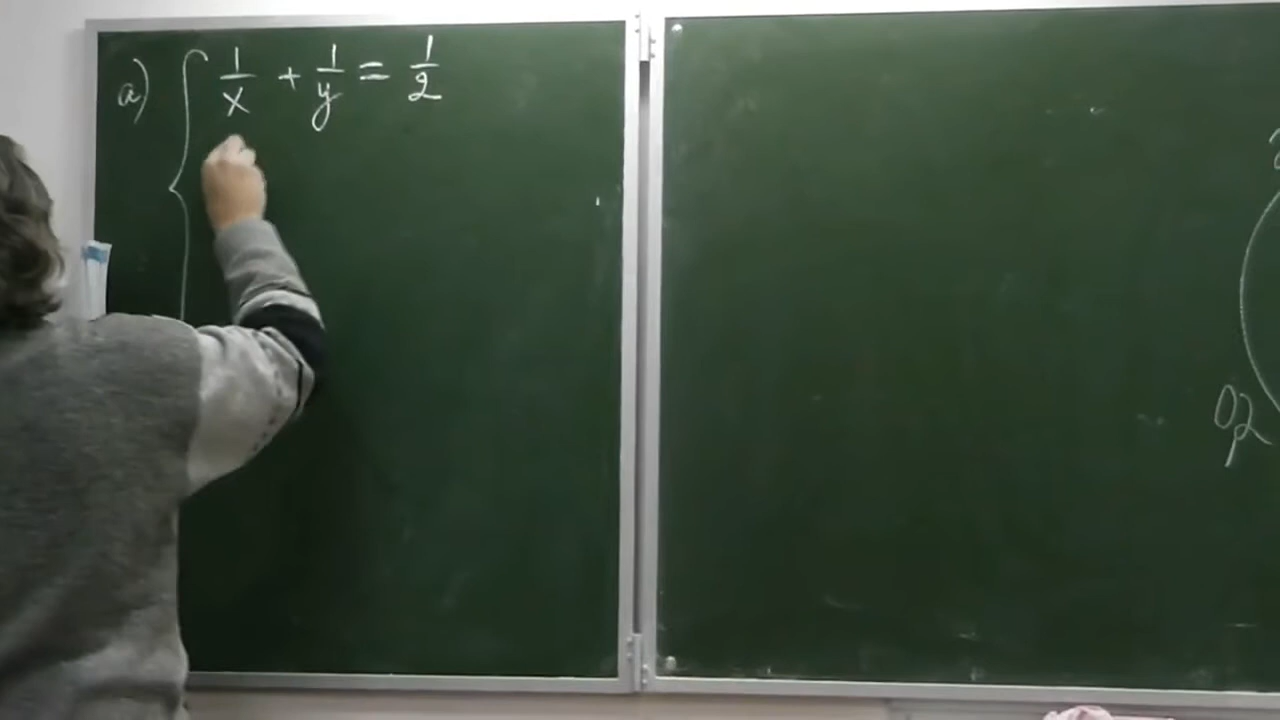 a) { 1/x + 1/y = 1/2